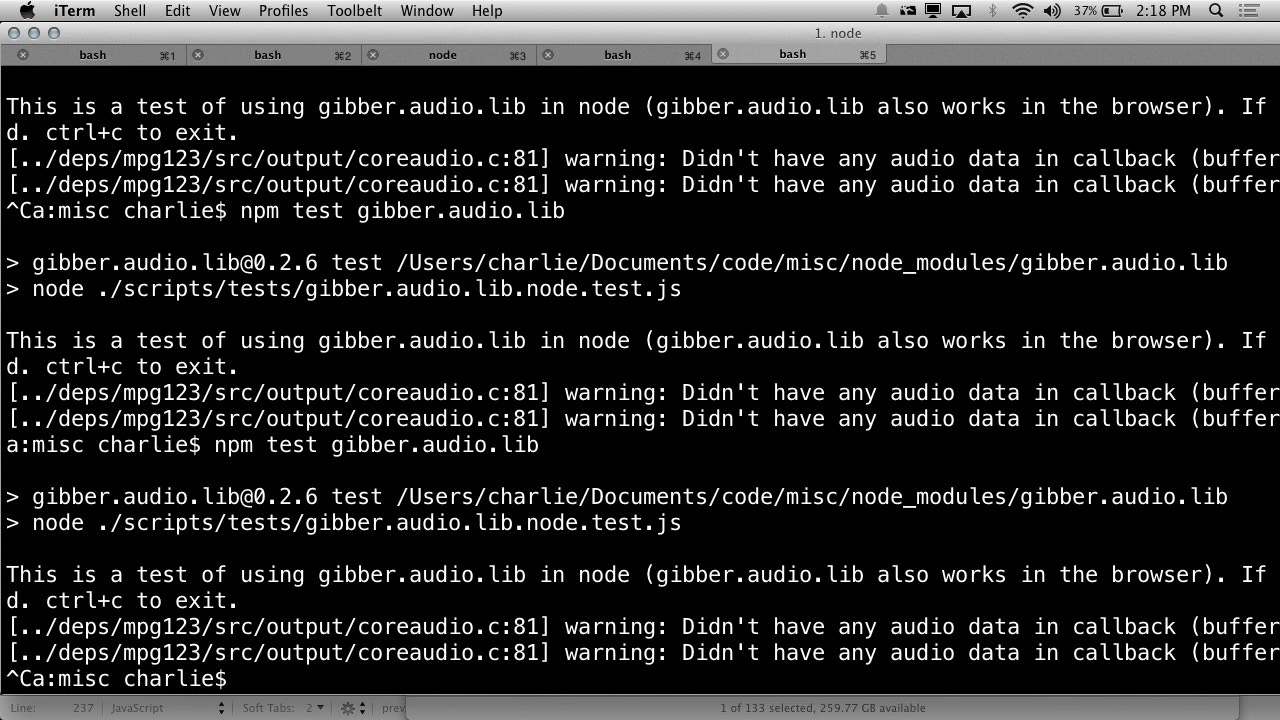 iTerm Shell Edit View Profiles Toolbelt Window Help 37% 2:18 PM
1. node
bash ⌘1 bash ⌘2 node ⌘3 bash ⌘4 bash ⌘5
This is a test of using gibber.audio.lib in node (gibber.audio.lib also works in the browser). If
d. ctrl+c to exit.
[../deps/mpg123/src/output/coreaudio.c:81] warning: Didn't have any audio data in callback (buffer
[../deps/mpg123/src/output/coreaudio.c:81] warning: Didn't have any audio data in callback (buffer
^Ca:misc charlie$ npm test gibber.audio.lib
> gibber.audio.lib@0.2.6 test /Users/charlie/Documents/code/misc/node_modules/gibber.audio.lib
> node ./scripts/tests/gibber.audio.lib.node.test.js
This is a test of using gibber.audio.lib in node (gibber.audio.lib also works in the browser). If
d. ctrl+c to exit.
[../deps/mpg123/src/output/coreaudio.c:81] warning: Didn't have any audio data in callback (buffer
[../deps/mpg123/src/output/coreaudio.c:81] warning: Didn't have any audio data in callback (buffer
a:misc charlie$ npm test gibber.audio.lib
> gibber.audio.lib@0.2.6 test /Users/charlie/Documents/code/misc/node_modules/gibber.audio.lib
> node ./scripts/tests/gibber.audio.lib.node.test.js
This is a test of using gibber.audio.lib in node (gibber.audio.lib also works in the browser). If
d. ctrl+c to exit.
[../deps/mpg123/src/output/coreaudio.c:81] warning: Didn't have any audio data in callback (buffer
[../deps/mpg123/src/output/coreaudio.c:81] warning: Didn't have any audio data in callback (buffer
^Ca:misc charlie$
Line: 237 JavaScript Soft Tabs: 2 prev 1 of 133 selected, 259.77 GB available